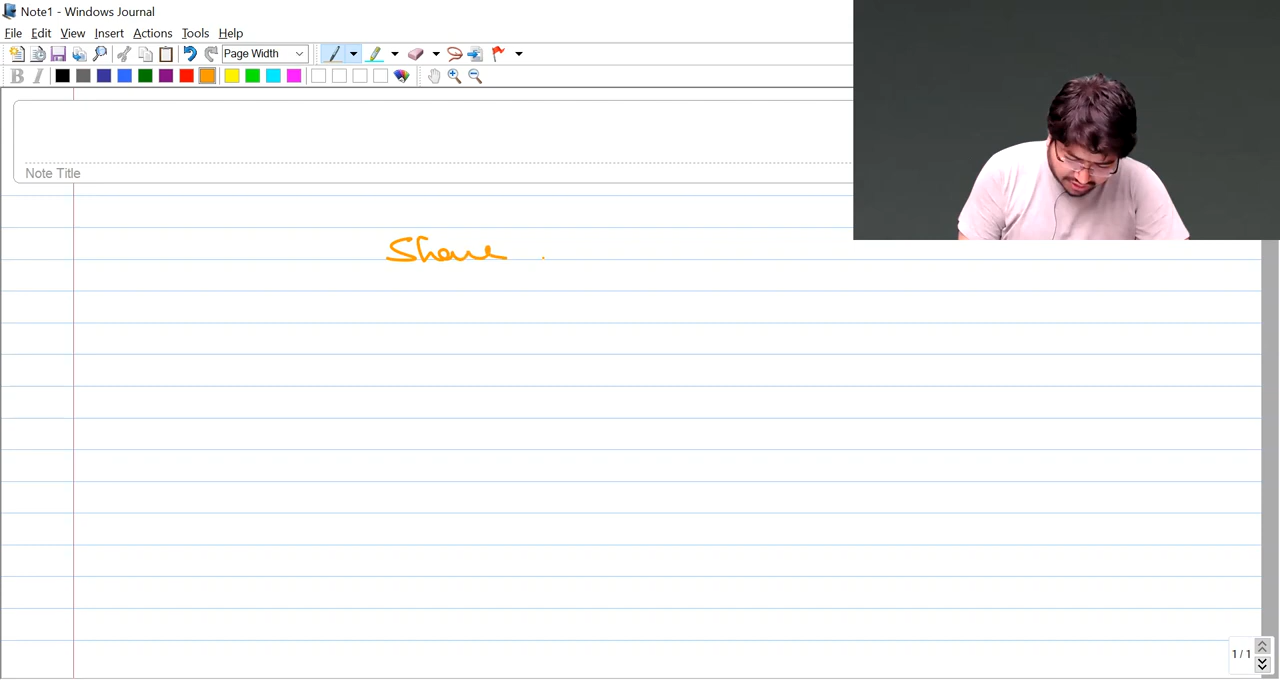 Note1 - Windows Journal
File Edit View Insert Actions Tools Help
Page Width
B I
Note Title
Share
1 / 1